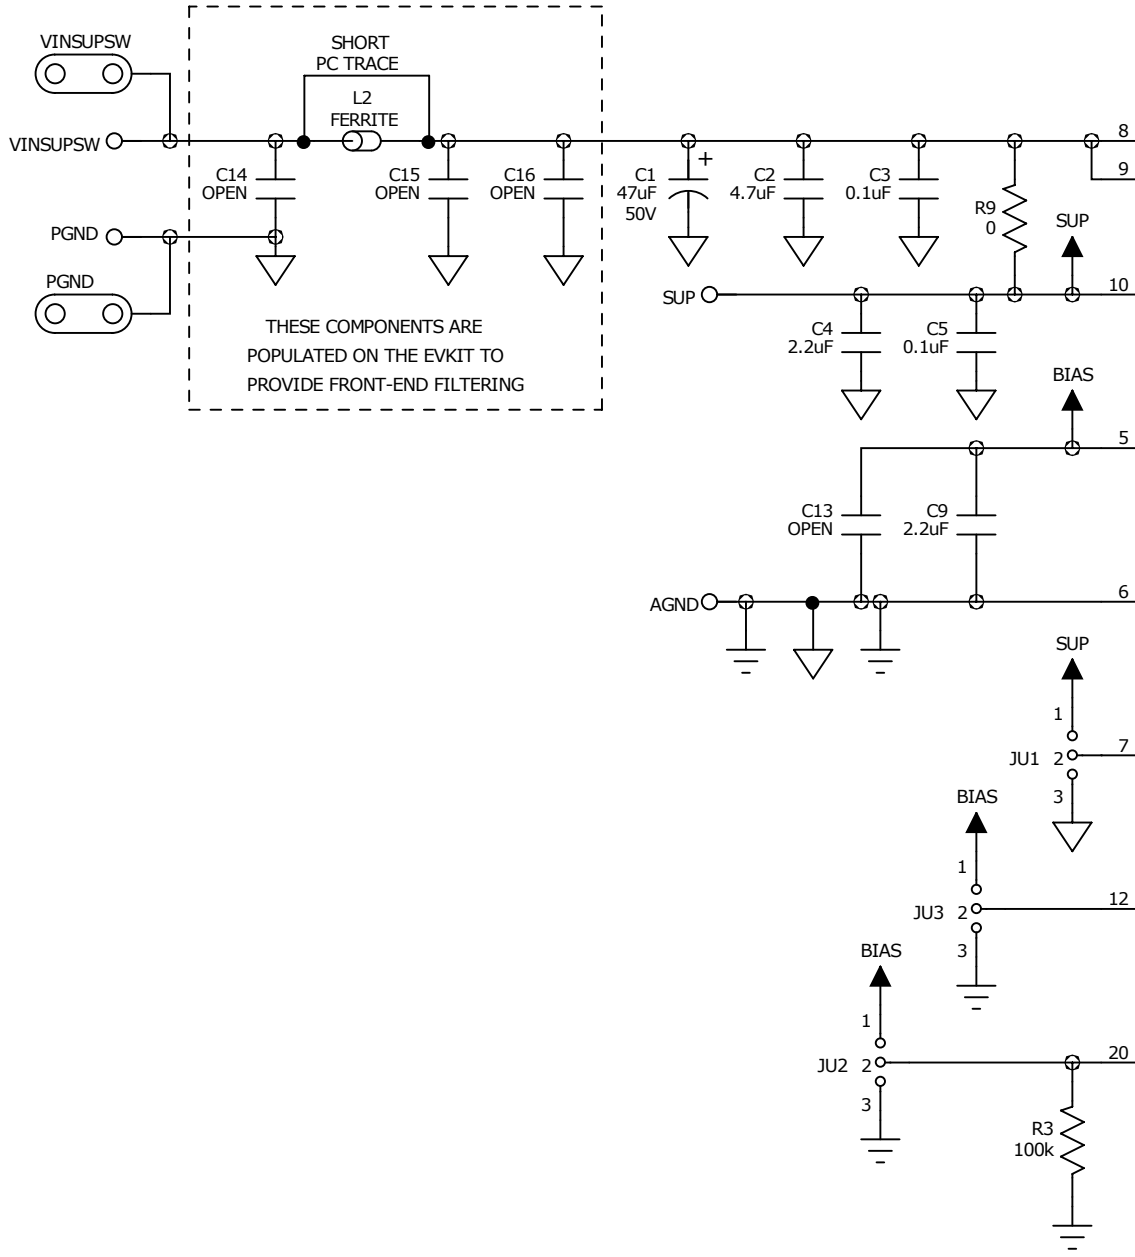 VINSUPSW
SHORT
PC TRACE
L2
FERRITE
VINSUPSW
8
9
C14
OPEN
C15
OPEN
C16
OPEN
C1
47uF
50V
+
C2
4.7uF
C3
0.1uF
R9
0
SUP
PGND
PGND
SUP
10
THESE COMPONENTS ARE
POPULATED ON THE EVKIT TO
PROVIDE FRONT-END FILTERING
C4
2.2uF
C5
0.1uF
BIAS
5
C13
OPEN
C9
2.2uF
AGND
6
SUP
1
JU1
2
7
3
BIAS
1
JU3
2
12
3
BIAS
1
JU2
2
20
3
R3
100k